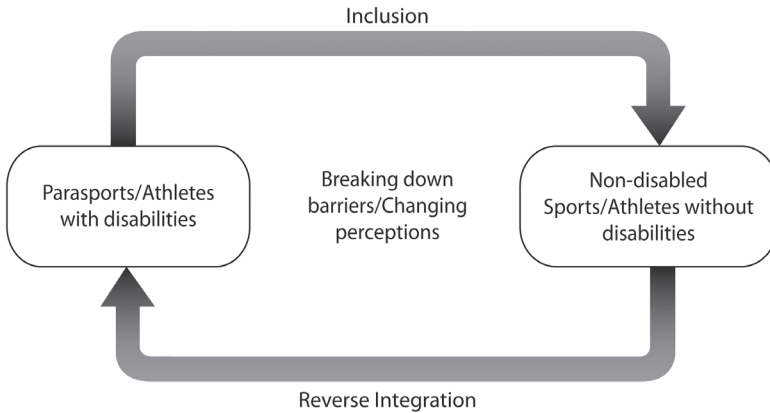 Inclusion
Parasports/Athletes
with disabilities
Breaking down
barriers/Changing
perceptions
Non-disabled
Sports/Athletes without
disabilities
Reverse Integration